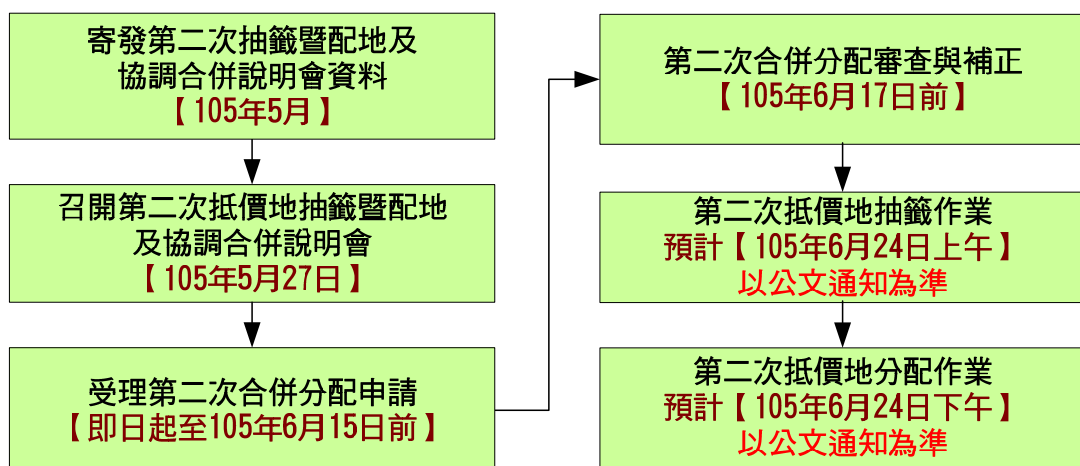 寄發第二次抽籤暨配地及
協調合併說明會資料
【105年5月】
召開第二次抵價地抽籤暨配地
及協調合併說明會
【105年5月27日】
受理第二次合併分配申請
【即日起至105年6月15日前】
第二次合併分配審查與補正
【105年6月17日前】
第二次抵價地抽籤作業
預計【105年6月24日上午】
以公文通知為準
第二次抵價地分配作業
預計【105年6月24日下午】
以公文通知為準